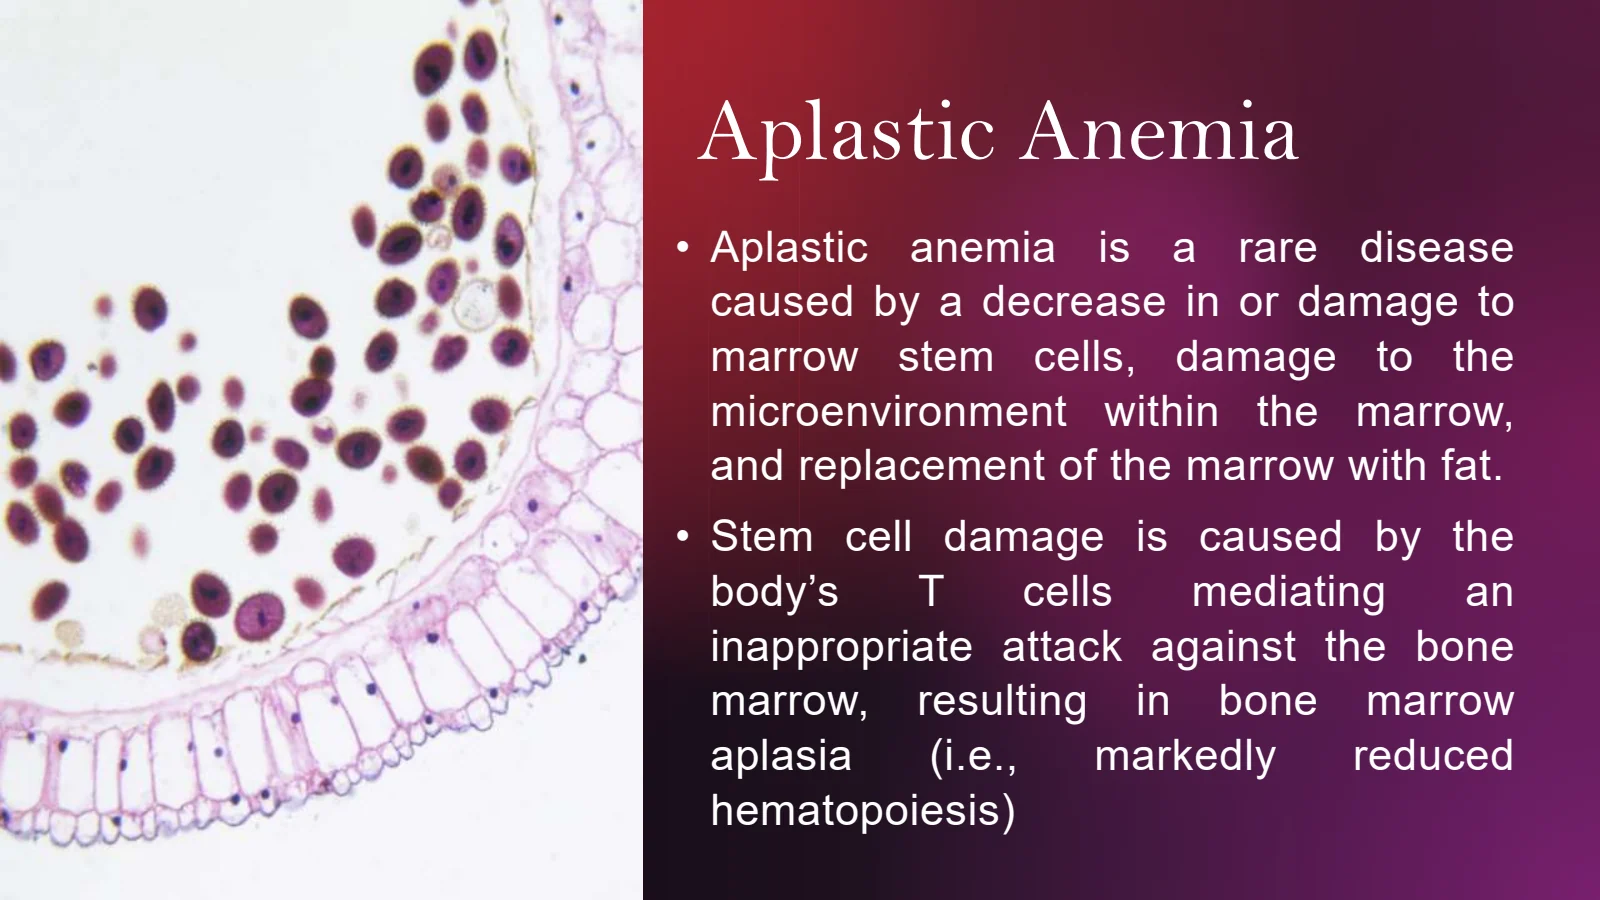 Aplastic Anemia
• Aplastic anemia is a rare disease
caused by a decrease in or damage to
marrow stem cells, damage to the
microenvironment within the marrow,
and replacement of the marrow with fat.
• Stem cell damage is caused by the
body’s T cells mediating an
inappropriate attack against the bone
marrow, resulting in bone marrow
aplasia (i.e., markedly reduced
hematopoiesis)